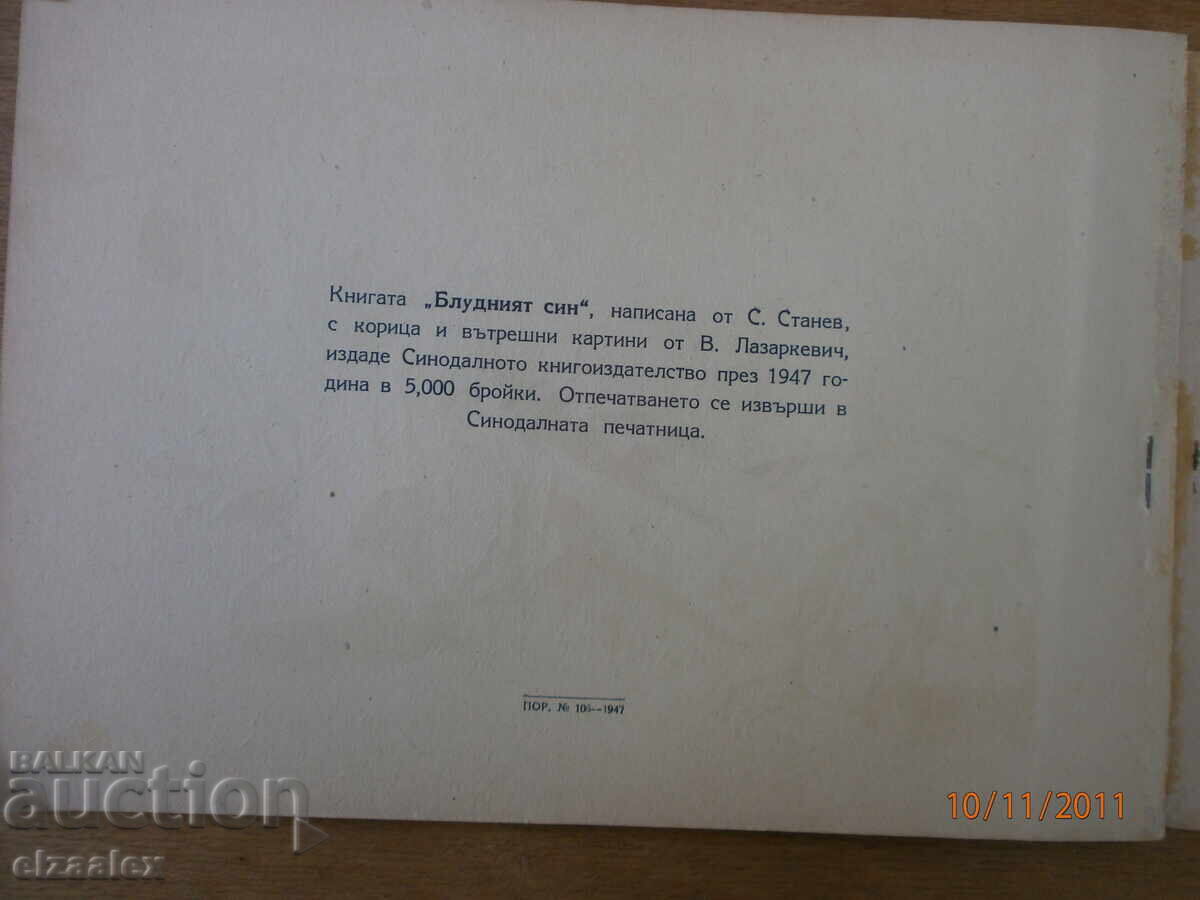 Книгата „Блудният син“, написана от С. Станев,
с корица и вътрешни картини от В. Лазаркевич,
издаде Синодалното книгоиздателство през 1947 го-
дина в 5,000 бройки. Отпечатването се извърши в
Синодалната печатница.
ПОР. №
BALKAN
auction
elzaalex
10/11/2011